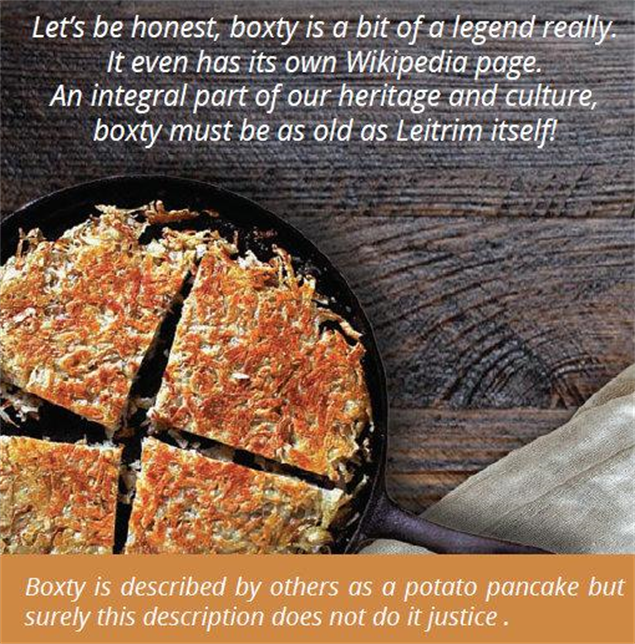 Let's be honest, boxty is a bit of a legend really.
It even has its own Wikipedia page.
An integral part of our heritage and culture,
boxty must be as old as Leitrim itself!
Boxty is described by others as a potato pancake but
surely this description does not do it justice .